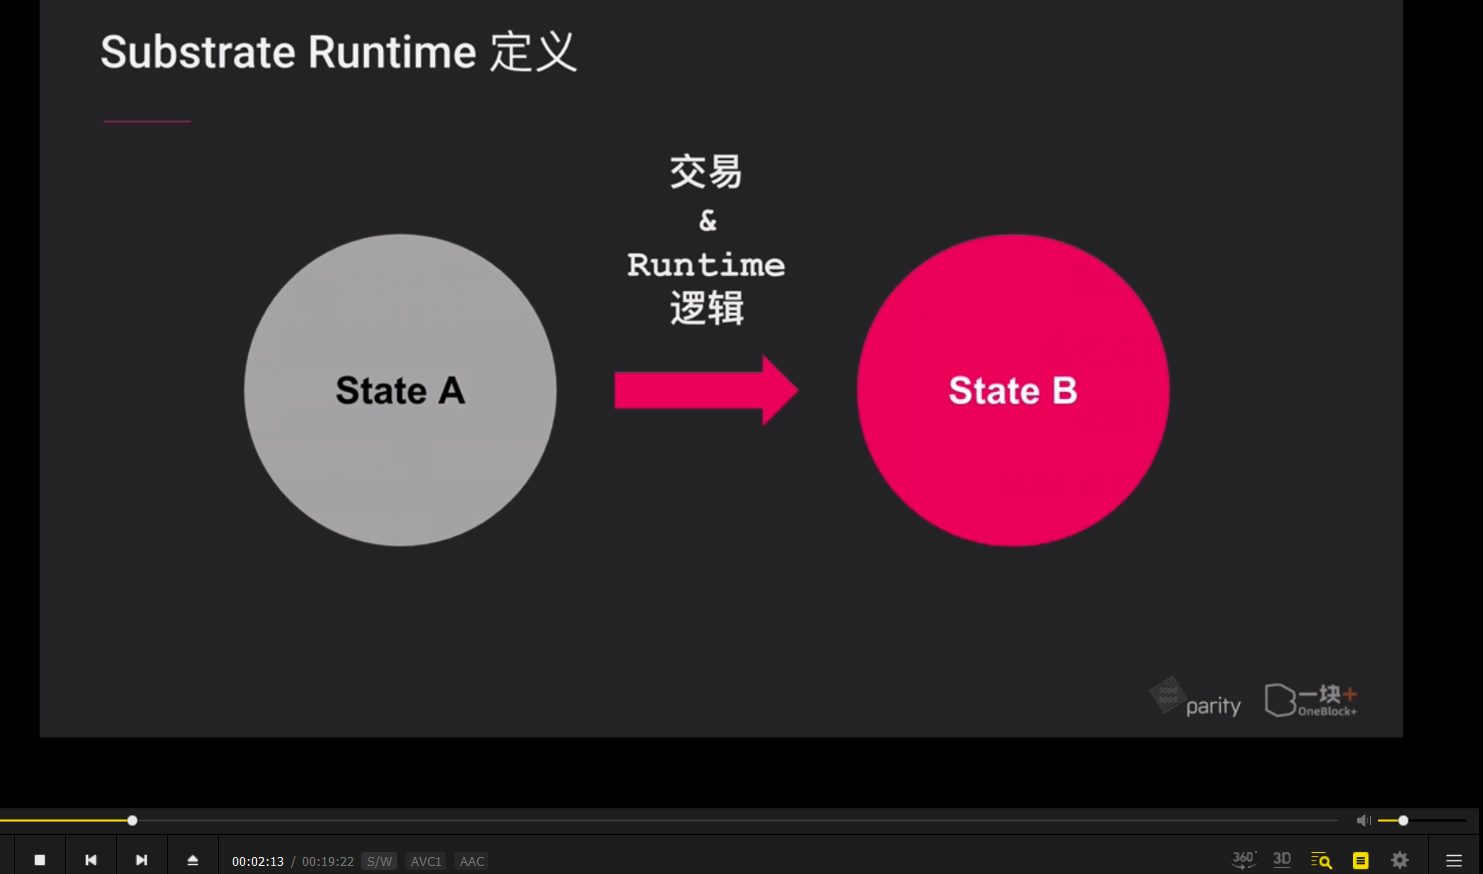 Substrate Runtime 定义
交易
&
Runtime
逻辑
State A
State B
parity
一块+
OneBlock+
00:02:13 / 00:19:22 S/W AVC1 AAC
360° 3D